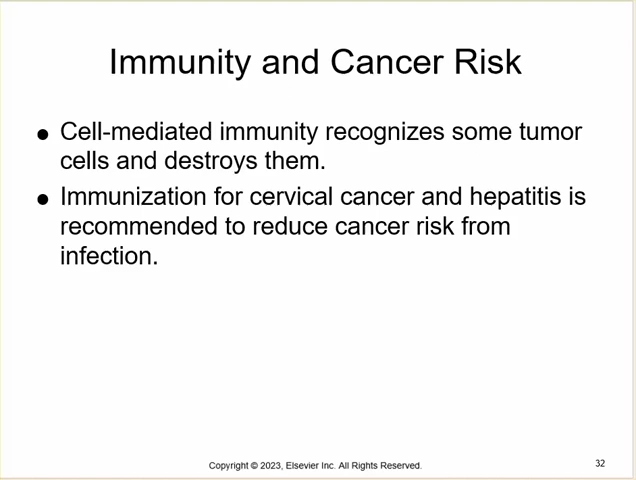 Immunity and Cancer Risk
● Cell-mediated immunity recognizes some tumor
cells and destroys them.
● Immunization for cervical cancer and hepatitis is
recommended to reduce cancer risk from
infection.
Copyright © 2023, Elsevier Inc. All Rights Reserved.
32